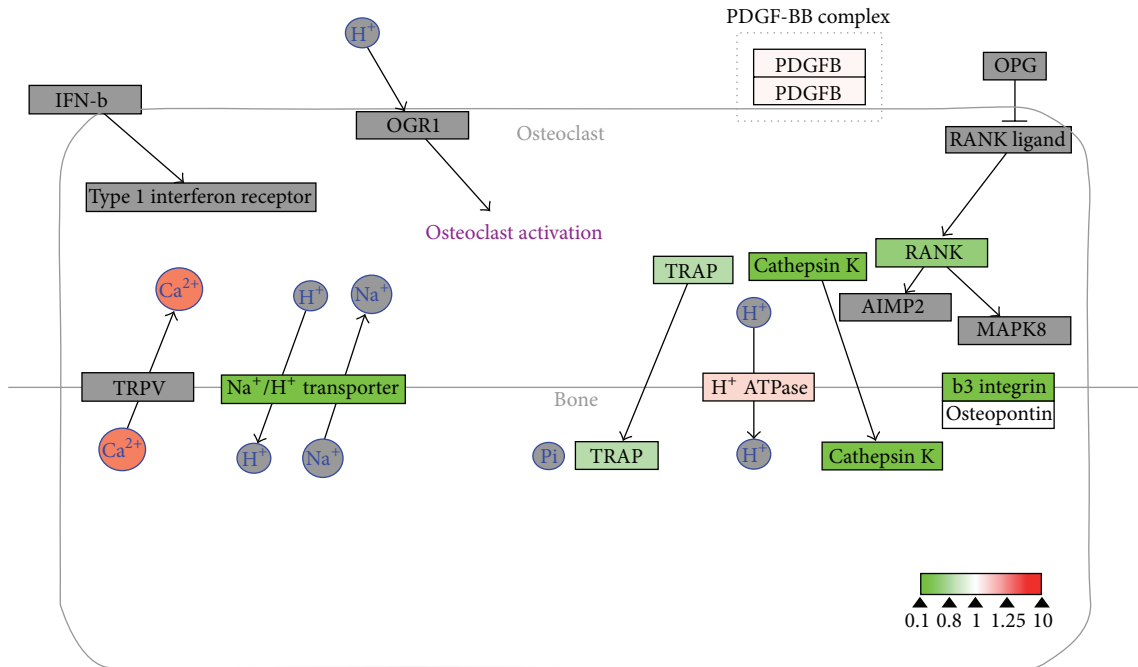 PDGF-BB complex
H⁺
PDGFB
PDGFB
OPG
IFN-b
OGR1
Osteoclast
RANK ligand
Type 1 interferon receptor
Osteoclast activation
RANK
TRAP
Cathepsin K
Ca²⁺
H⁺
Na⁺
H⁺
AIMP2
MAPK8
TRPV
Na⁺/H⁺ transporter
Bone
H⁺ ATPase
b3 integrin
Osteopontin
Ca²⁺
H⁺
Na⁺
Pi
TRAP
H⁺
Cathepsin K
0.1 0.8 1 1.25 10